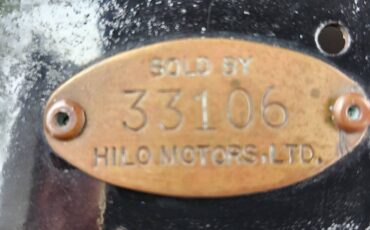 SOLD BY
33106
HILO MOTORS, LTD.